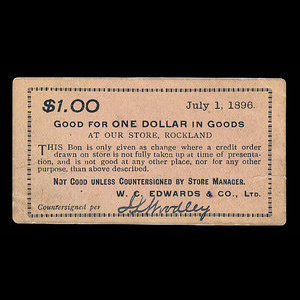 $1.00 July 1, 1896.
GOOD FOR ONE DOLLAR IN GOODS
AT OUR STORE, ROCKLAND
THIS Bon is only given as change where a credit order
drawn on store is not fully taken up at time of presenta-
tion, and is not good at any other place, nor for any other
purpose, than above described.
NOT GOOD UNLESS COUNTERSIGNED BY STORE MANAGER.
W. C. EDWARDS & CO., LTD.
Countersigned per